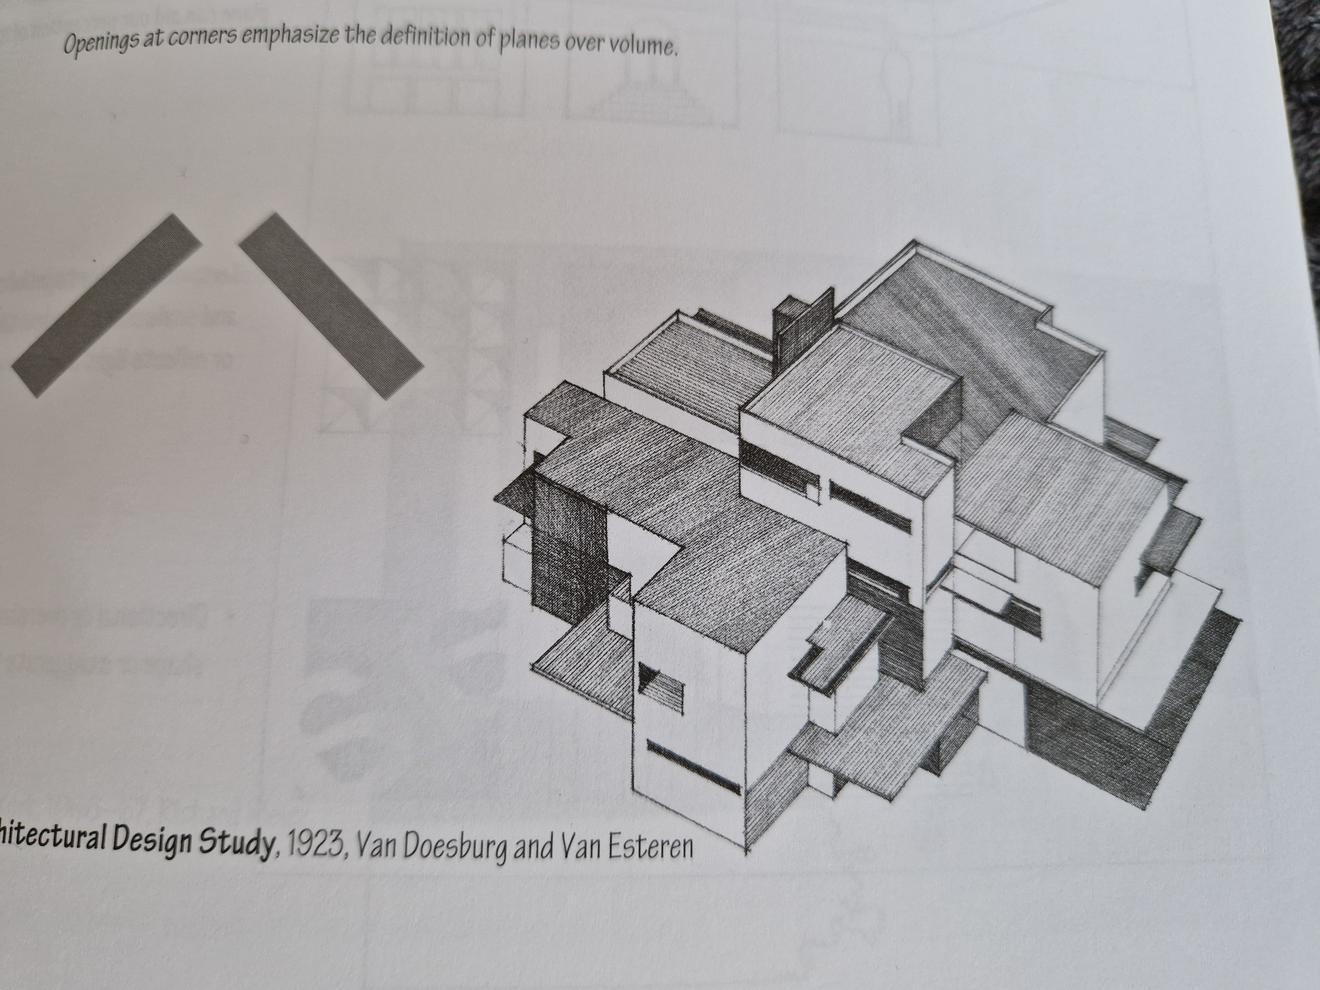 Openings at corners emphasize the definition of planes over volume.
hitectural Design Study, 1923, Van Doesburg and Van Esteren